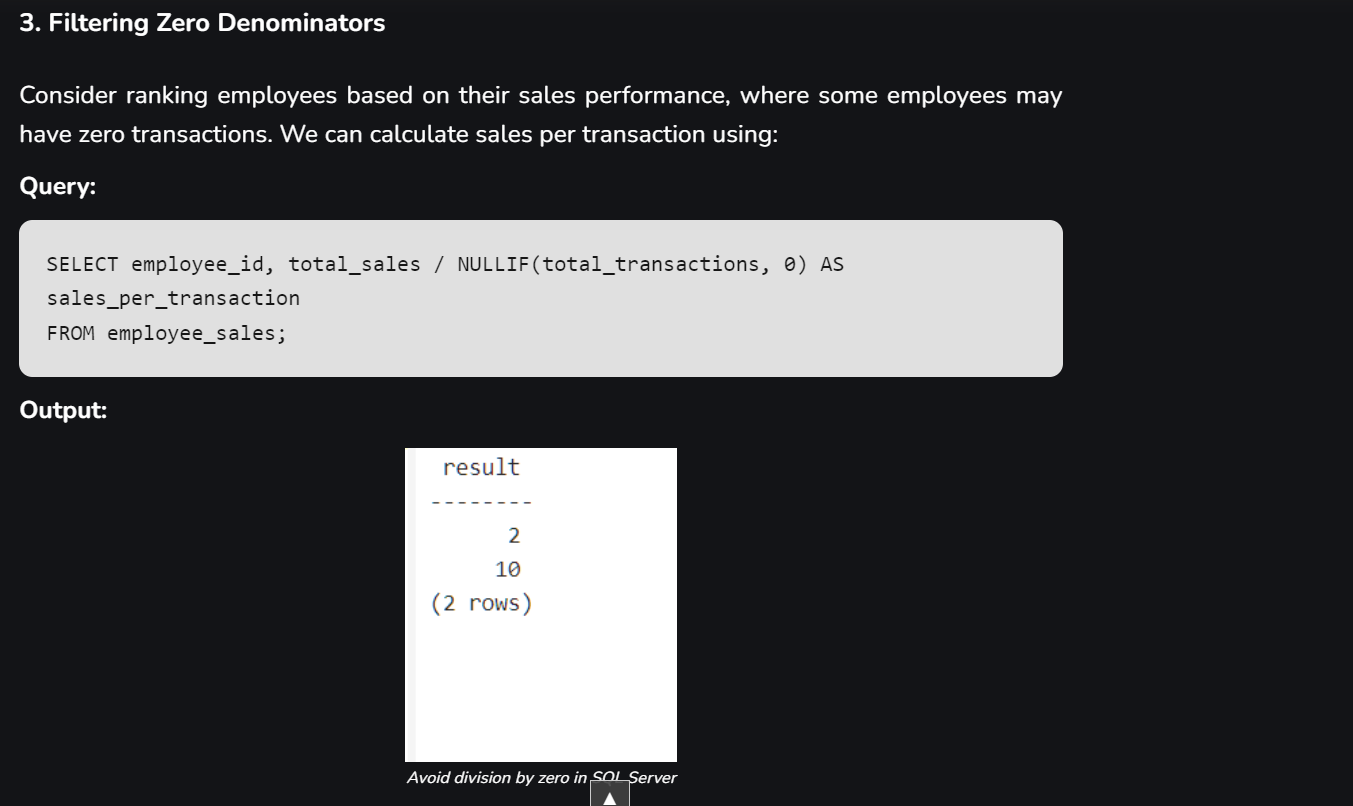 3. Filtering Zero Denominators
Consider ranking employees based on their sales performance, where some employees may
have zero transactions. We can calculate sales per transaction using:
Query:
SELECT employee_id, total_sales / NULLIF(total_transactions, 0) AS
sales_per_transaction
FROM employee_sales;
Output:
result
--------
2
10
(2 rows)
Avoid division by zero in SQL Server